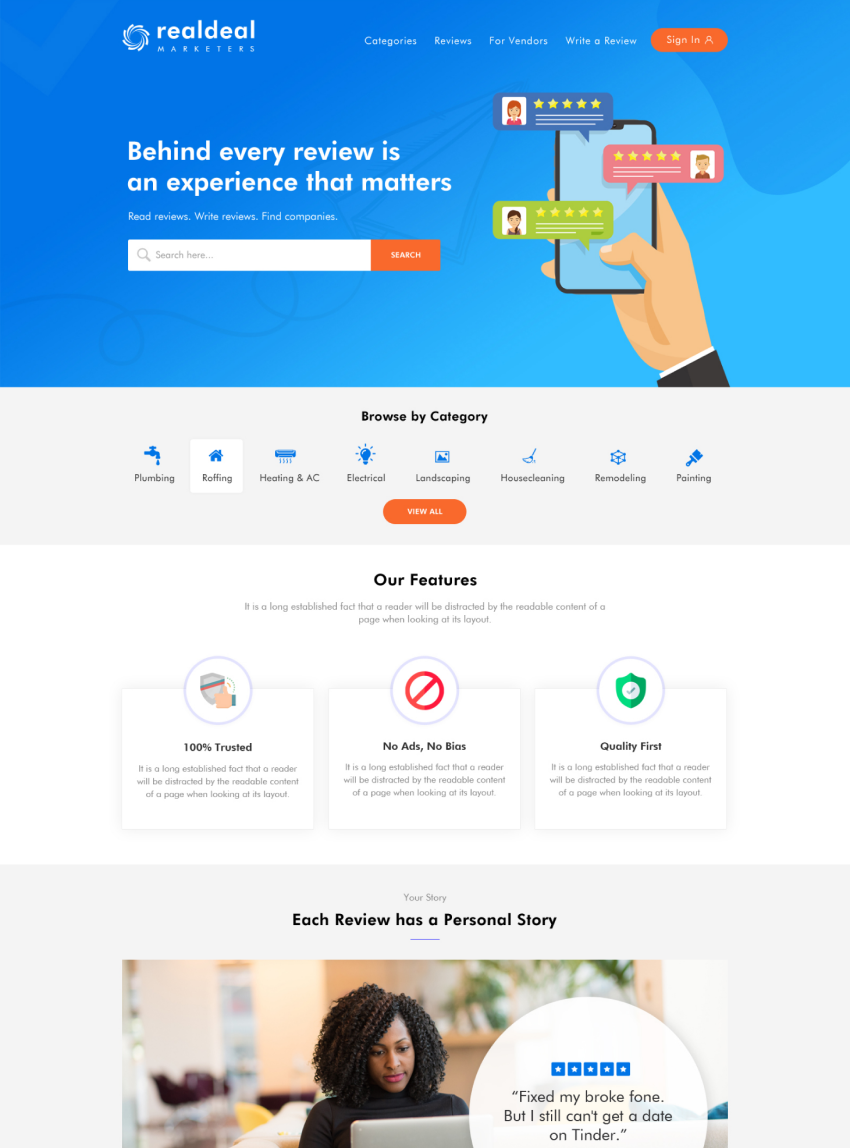 realdeal
MARKETERS
Categories
Reviews
For Vendors
Write a Review
Sign In
Behind every review is
an experience that matters
Read reviews. Write reviews. Find companies.
Search here...
SEARCH
Browse by Category
Plumbing
Roffing
Heating & AC
Electrical
Landscaping
Housecleaning
Remodeling
Painting
VIEW ALL
Our Features
It is a long established fact that a reader will be distracted by the readable content of a
page when looking at its layout.
100% Trusted
It is a long established fact that a reader
will be distracted by the readable content
of a page when looking at its layout.
No Ads, No Bias
It is a long established fact that a reader
will be distracted by the readable content
of a page when looking at its layout.
Quality First
It is a long established fact that a reader
will be distracted by the readable content
of a page when looking at its layout.
Your Story
Each Review has a Personal Story
“Fixed my broke fone.
But I still can't get a date
on Tinder.”